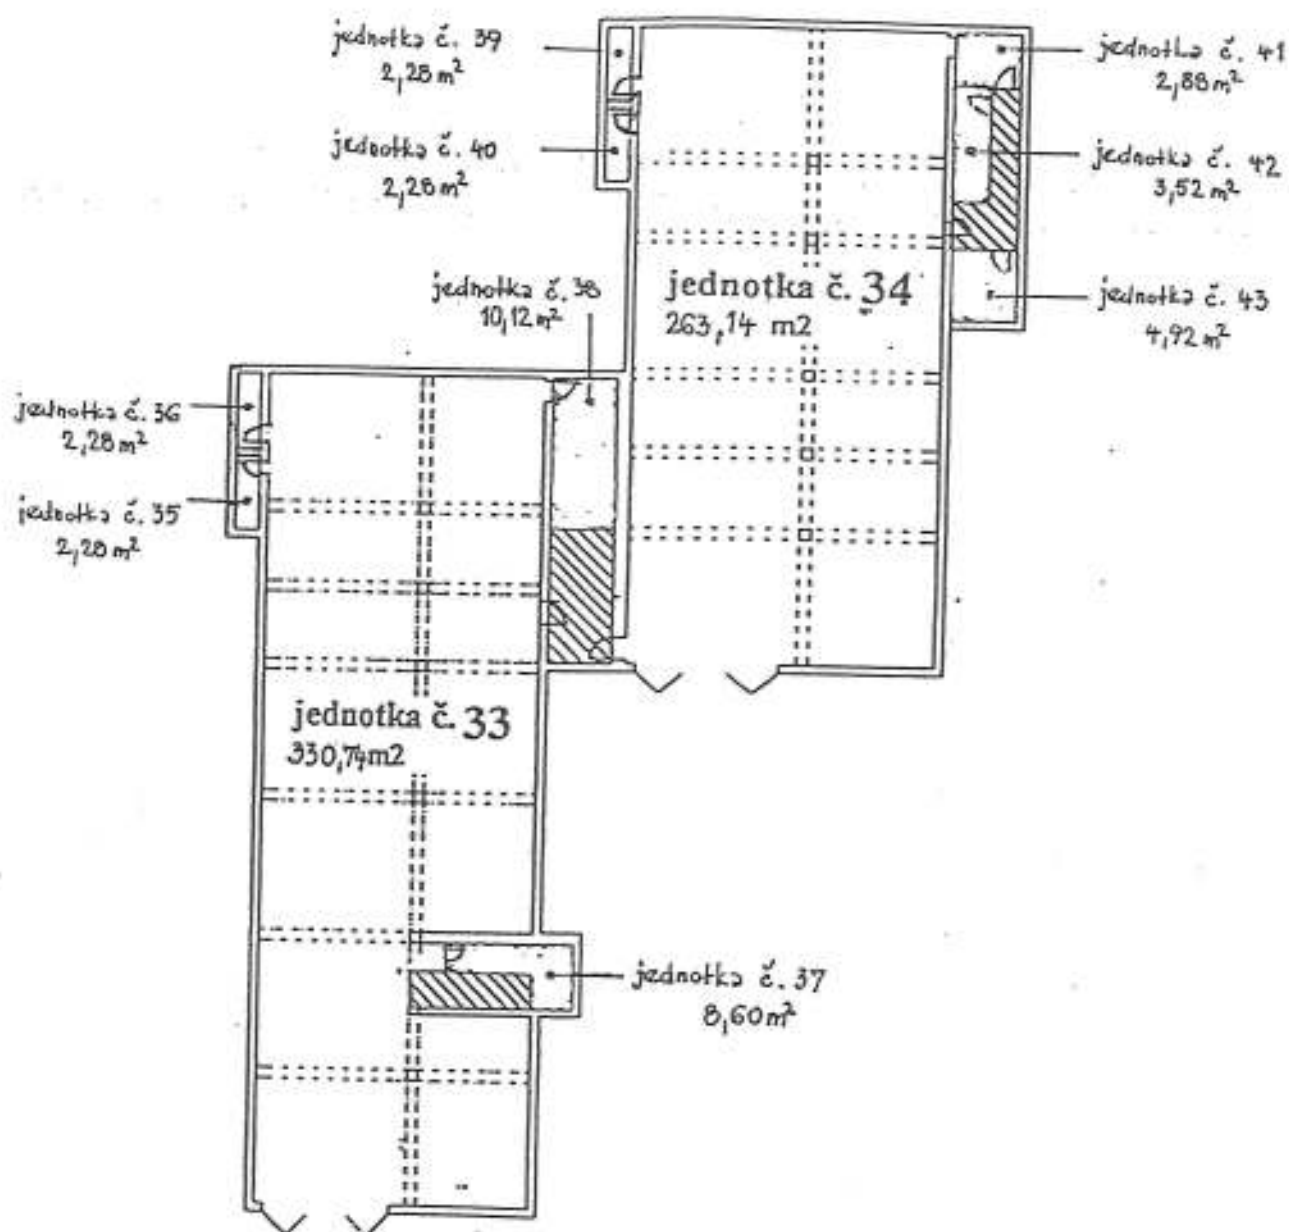 jednotka č. 39
2,28 m²
jednotka č. 40
2,28 m²
jednotka č. 41
2,88 m²
jednotka č. 42
3,52 m²
jednotka č. 38
10,12 m²
jednotka č. 34
263,14 m2
jednotka č. 43
4,92 m²
jednotka č. 36
2,28 m²
jednotka č. 35
2,28 m²
jednotka č. 33
330,74m2
jednotka č. 37
8,60 m²